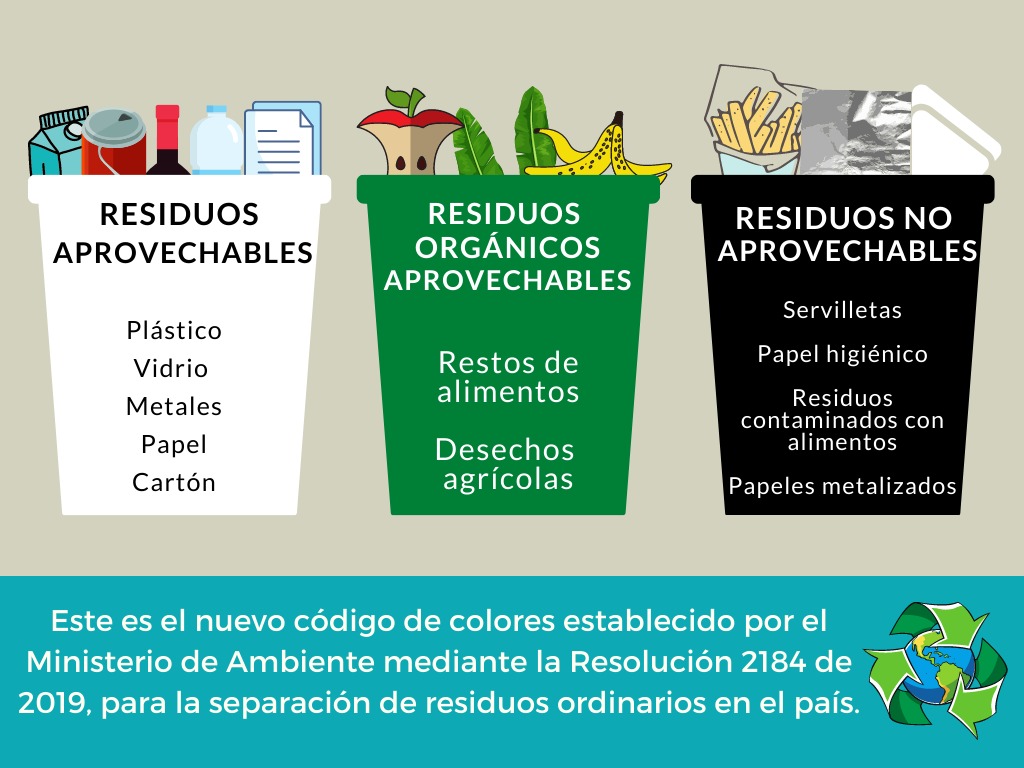 RESIDUOS
APROVECHABLES
Plástico
Vidrio
Metales
Papel
Cartón
RESIDUOS
ORGÁNICOS
APROVECHABLES
Restos de
alimentos
Desechos
agrícolas
RESIDUOS NO
APROVECHABLES
Servilletas
Papel higiénico
Residuos
contaminados con
alimentos
Papeles metalizados
Este es el nuevo código de colores establecido por el
Ministerio de Ambiente mediante la Resolución 2184 de
2019, para la separación de residuos ordinarios en el país.